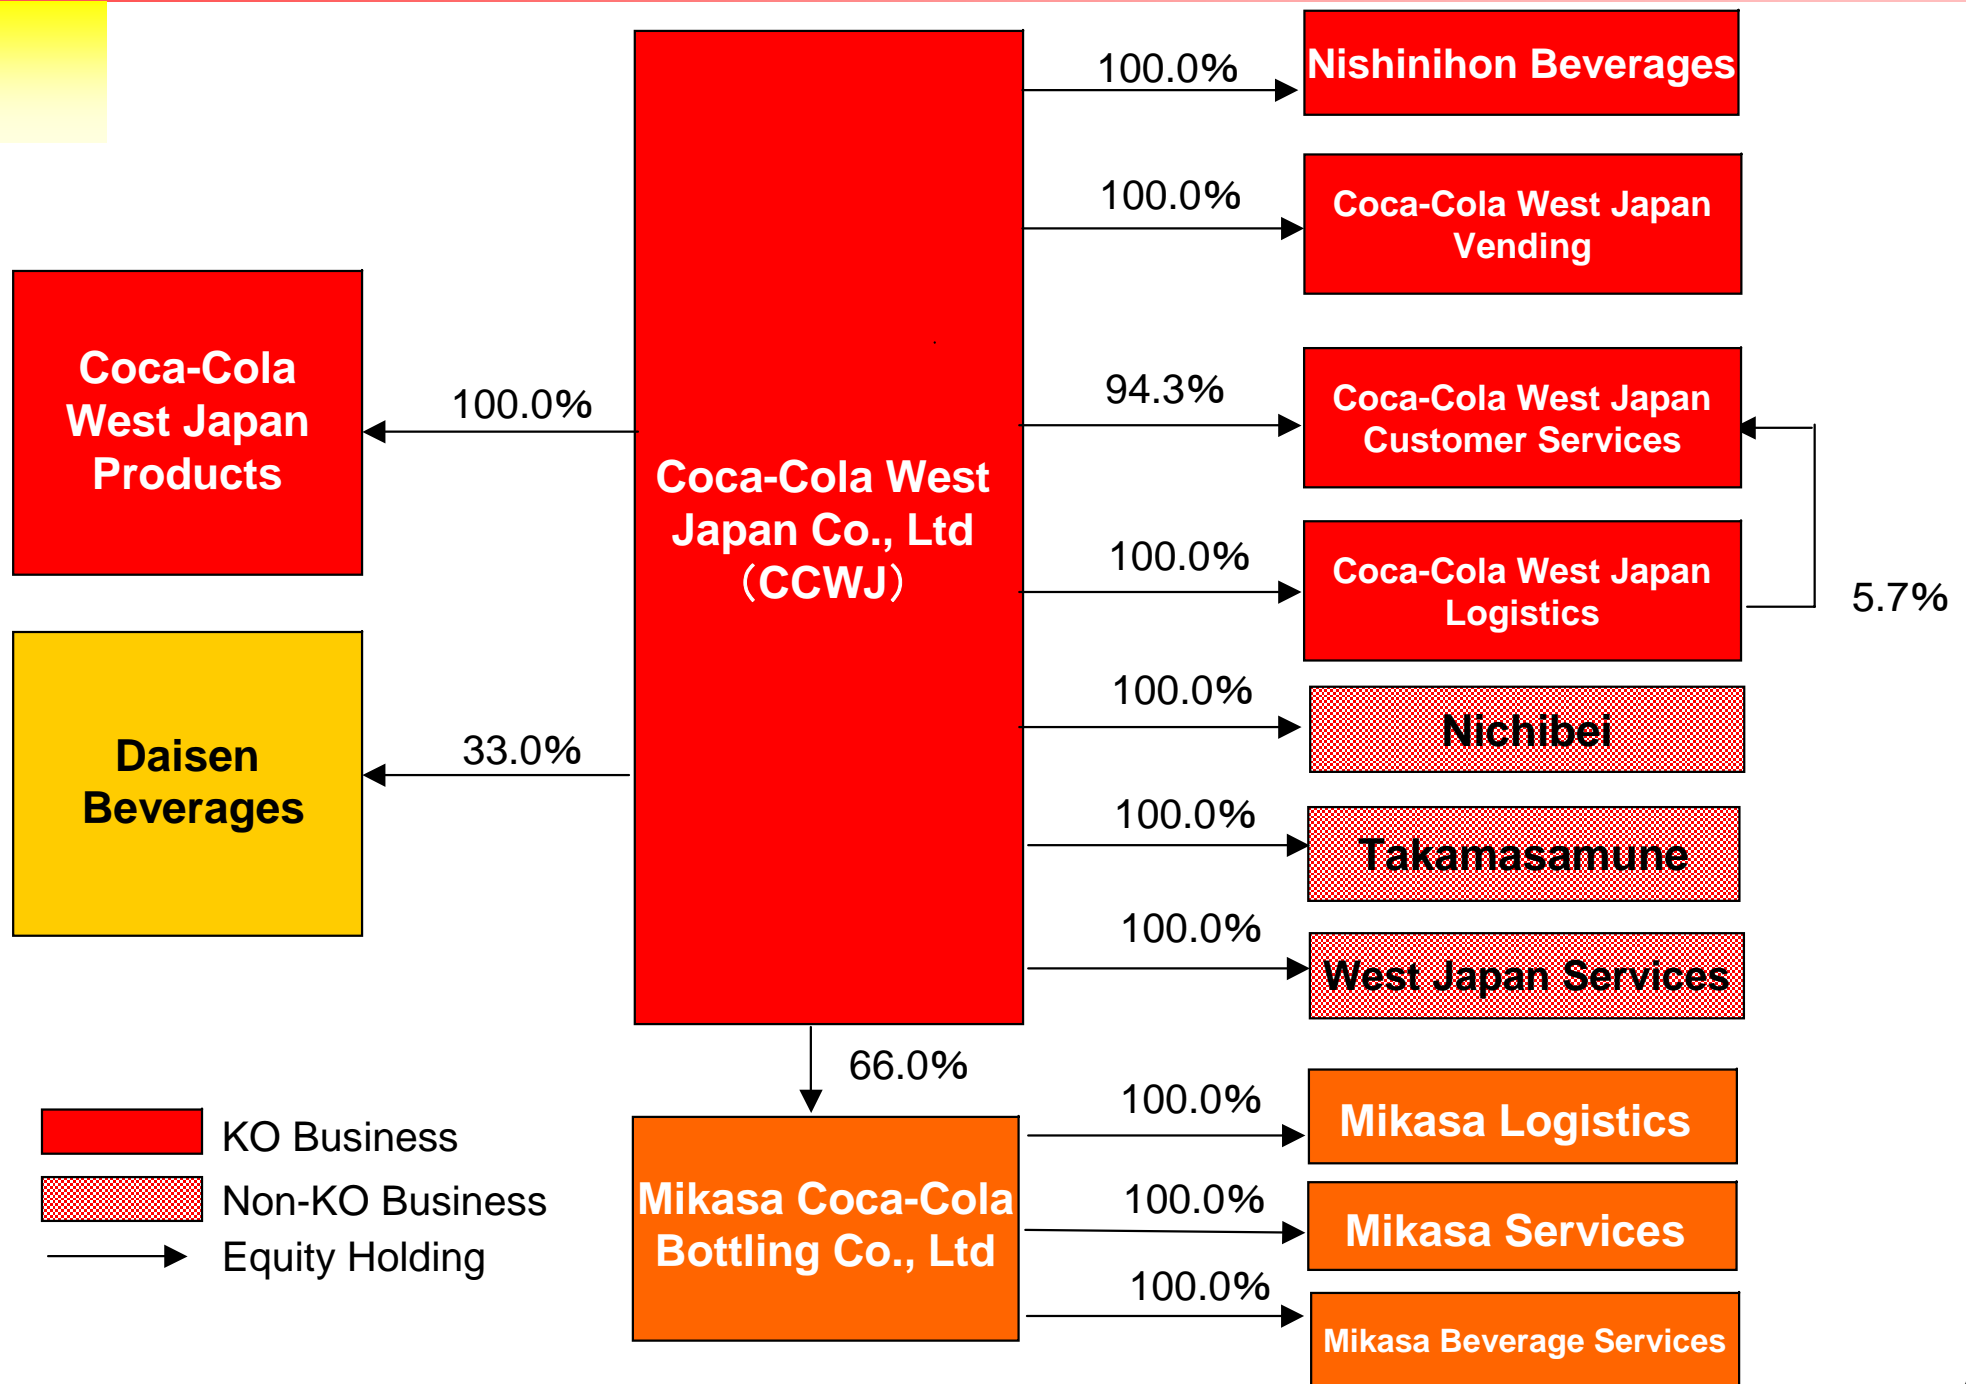 100.0%
Nishinihon Beverages
100.0%
Coca-Cola West Japan
Vending
Coca-Cola
West Japan
Products
100.0%
Coca-Cola West
Japan Co., Ltd
（CCWJ）
94.3%
Coca-Cola West Japan
Customer Services
100.0%
Coca-Cola West Japan
Logistics
5.7%
Daisen
Beverages
33.0%
100.0%
Nichibei
100.0%
Takamasamune
100.0%
West Japan Services
66.0%
Mikasa Coca-Cola
Bottling Co., Ltd
100.0%
Mikasa Logistics
100.0%
Mikasa Services
100.0%
Mikasa Beverage Services
KO Business
Non-KO Business
Equity Holding